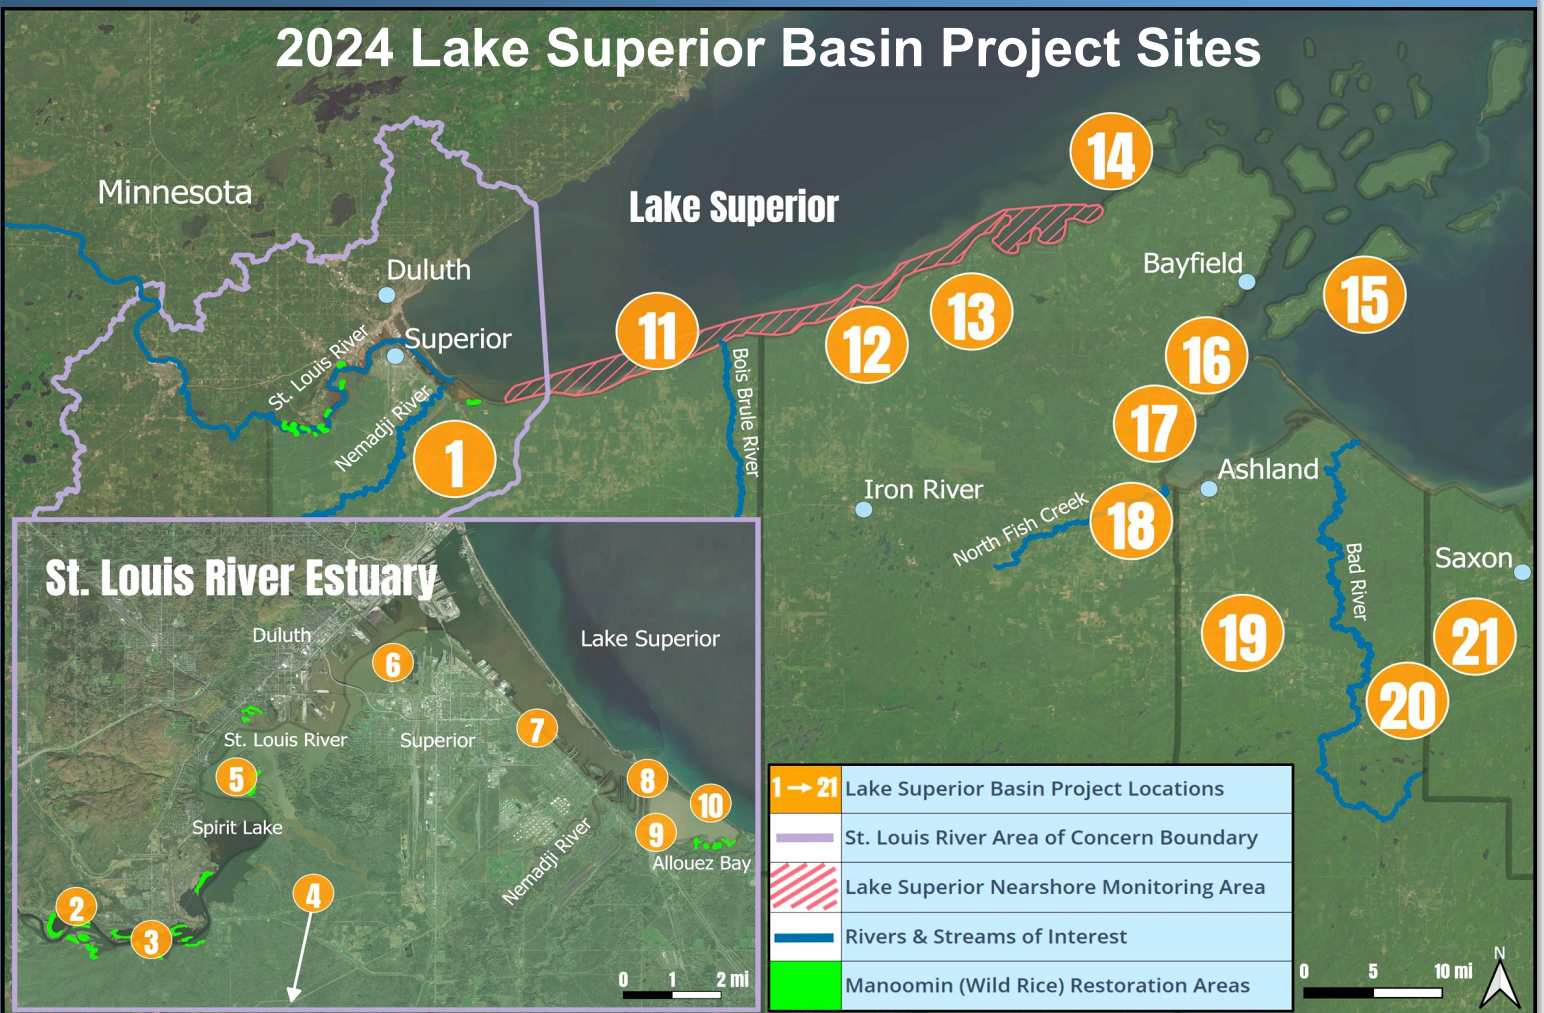 2024 Lake Superior Basin Project Sites
Minnesota
Lake Superior
14
Duluth
Bayfield
15
Superior
11
12
13
16
St. Louis River
Nemadji River
Bois Brule River
1
17
Ashland
Iron River
North Fish Creek
18
Bad River
Saxon
19
20
21
St. Louis River Estuary
Duluth
Lake Superior
6
7
St. Louis River
Superior
5
8
10
9
Spirit Lake
Nemadji River
Allouez Bay
4
2
3
0 1 2 mi
1 → 21 Lake Superior Basin Project Locations
St. Louis River Area of Concern Boundary
Lake Superior Nearshore Monitoring Area
Rivers & Streams of Interest
Manoomin (Wild Rice) Restoration Areas
0 5 10 mi
N